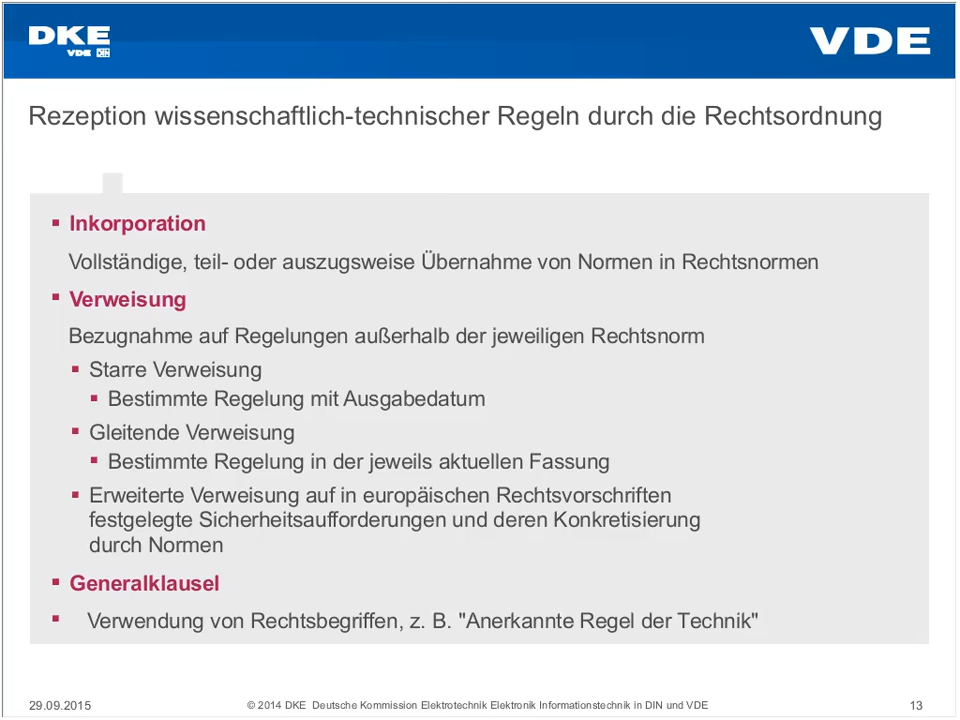 DKE
VDE DIN
VDE
Rezeption wissenschaftlich-technischer Regeln durch die Rechtsordnung
▪ Inkorporation
Vollständige, teil- oder auszugsweise Übernahme von Normen in Rechtsnormen
▪ Verweisung
Bezugnahme auf Regelungen außerhalb der jeweiligen Rechtsnorm
▪ Starre Verweisung
▪ Bestimmte Regelung mit Ausgabedatum
▪ Gleitende Verweisung
▪ Bestimmte Regelung in der jeweils aktuellen Fassung
▪ Erweiterte Verweisung auf in europäischen Rechtsvorschriften
festgelegte Sicherheitsaufforderungen und deren Konkretisierung
durch Normen
▪ Generalklausel
▪ Verwendung von Rechtsbegriffen, z. B. "Anerkannte Regel der Technik"
29.09.2015
© 2014 DKE Deutsche Kommission Elektrotechnik Elektronik Informationstechnik in DIN und VDE
13